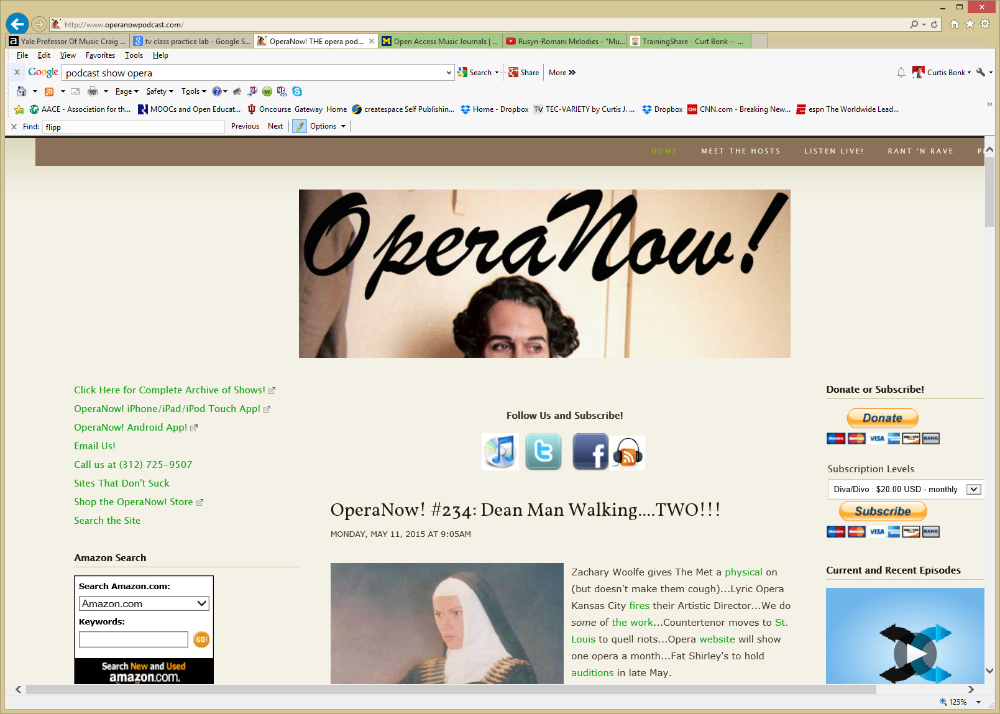 http://www.operanowpodcast.com/
Yale Professor Of Music Craig ...
tv class practice lab - Google S...
OperaNow! THE opera pod...
Open Access Music Journals | ...
Rusyn-Romani Melodies - "Mu...
TrainingShare - Curt Bonk -- ...
File Edit View Favorites Tools Help
x Google podcast show opera Search Share More »
Curtis Bonk
Page Safety Tools
AACE - Association for th... MOOCs and Open Educat... Oncourse Gateway Home createspace Self Publishin... Home - Dropbox TEC-VARIETY by Curtis J. ... Dropbox CNN.com - Breaking New... espn The Worldwide Lead...
x Find: flipp Previous Next Options
HOME MEET THE HOSTS LISTEN LIVE! RANT 'N RAVE
OperaNow!
Click Here for Complete Archive of Shows!
OperaNow! iPhone/iPad/iPod Touch App!
OperaNow! Android App!
Email Us!
Call us at (312) 725-9507
Sites That Don't Suck
Shop the OperaNow! Store
Search the Site
Amazon Search
Search Amazon.com:
Amazon.com
Keywords:
GO!
Search New and Used
amazon.com.
Follow Us and Subscribe!
OperaNow! #234: Dean Man Walking....TWO!!!
MONDAY, MAY 11, 2015 AT 9:05AM
Zachary Woolfe gives The Met a physical on
(but doesn't make them cough)...Lyric Opera
Kansas City fires their Artistic Director...We do
some of the work...Countertenor moves to St.
Louis to quell riots...Opera website will show
one opera a month...Fat Shirley's to hold
auditions in late May.
Donate or Subscribe!
Donate
Maestro MasterCard VISA DISCOVER BANK
Subscription Levels
Diva/Divo : $20.00 USD - monthly
Subscribe
Maestro MasterCard VISA DISCOVER BANK
Current and Recent Episodes
125%